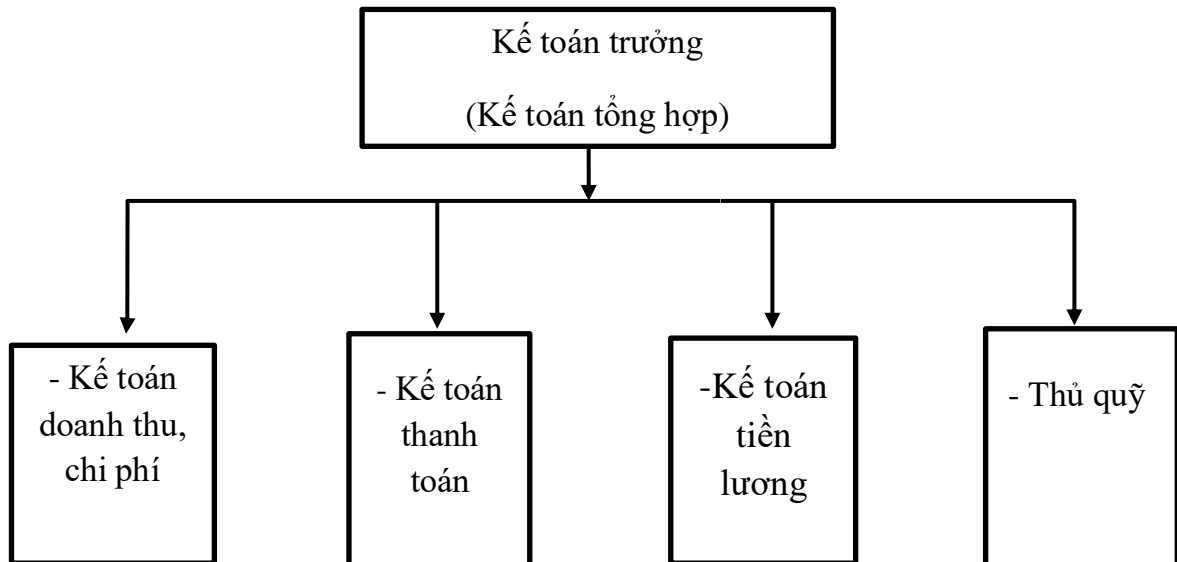 Kế toán trưởng
(Kế toán tổng hợp)
- Kế toán
doanh thu,
chi phí
- Kế toán
thanh
toán
-Kế toán
tiền
lương
- Thủ quỹ